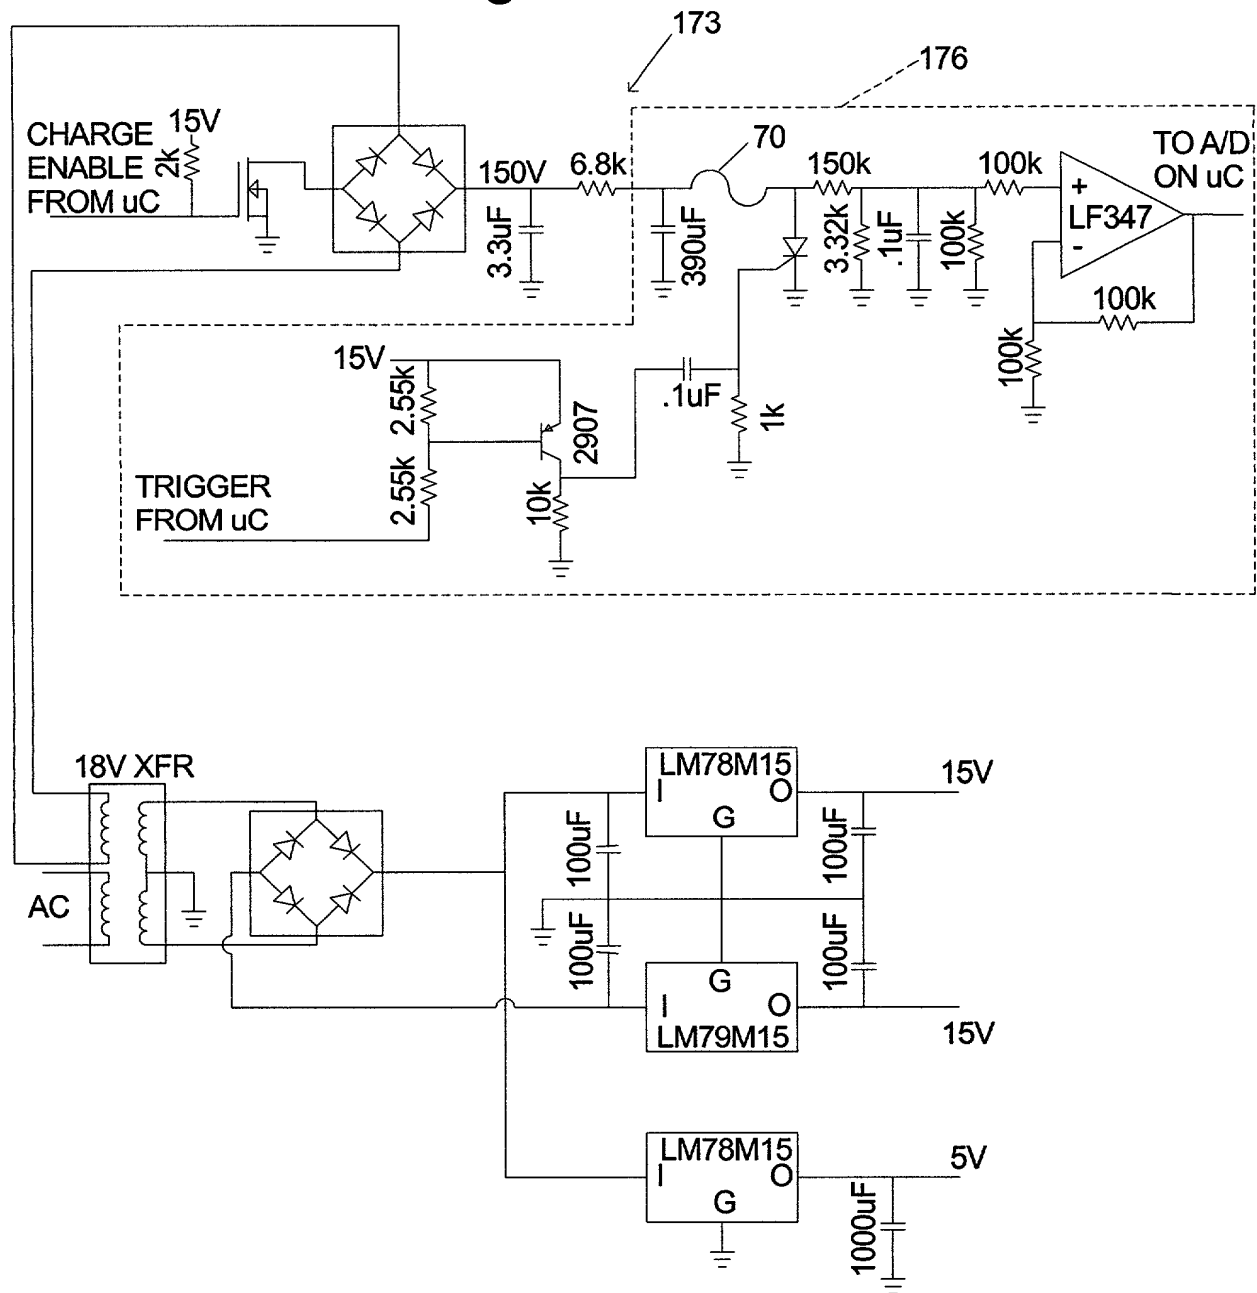 173
176
15V
CHARGE
ENABLE
FROM uC
2k
150V
6.8k
70
150k
100k
TO A/D
ON uC
+
LF347
-
3.3uF
390uF
3.32k
.1uF
100k
100k
100k
15V
2.55k
2907
.1uF
1k
2.55k
10k
TRIGGER
FROM uC
18V XFR
AC
LM78M15
I O
G
15V
100uF
100uF
100uF
100uF
G
I O
LM79M15
15V
LM78M15
I O
G
5V
1000uF